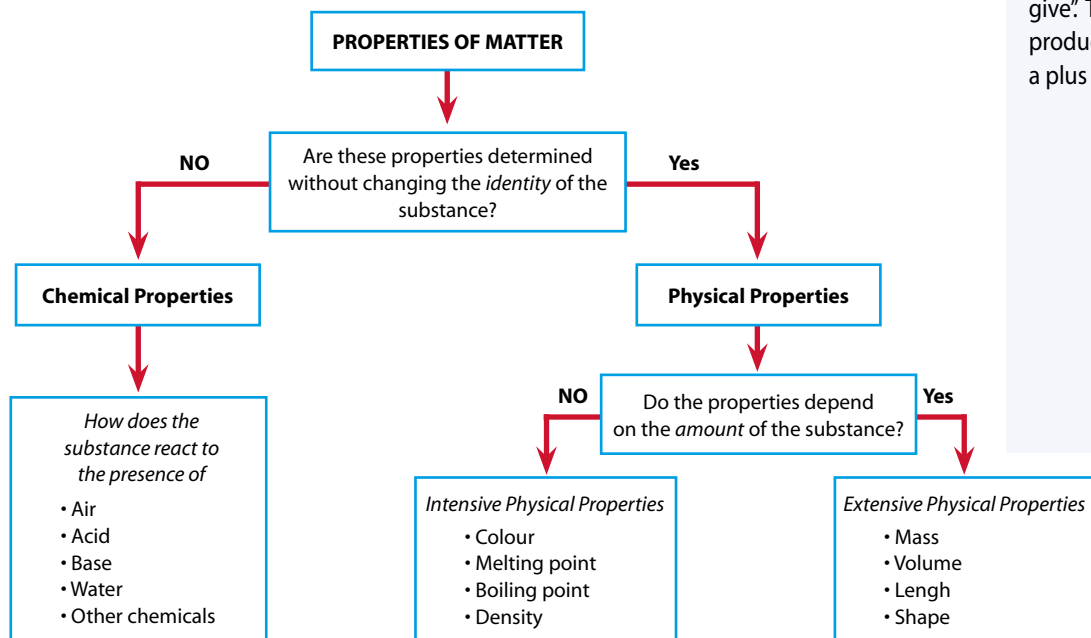 give". T
produc
a plus
PROPERTIES OF MATTER
NO
Are these properties determined
without changing the identity of the
substance?
Yes
Chemical Properties
Physical Properties
How does the
substance react to
the presence of
• Air
• Acid
• Base
• Water
• Other chemicals
NO
Do the properties depend
on the amount of the substance?
Yes
Intensive Physical Properties
• Colour
• Melting point
• Boiling point
• Density
Extensive Physical Properties
• Mass
• Volume
• Lengh
• Shape